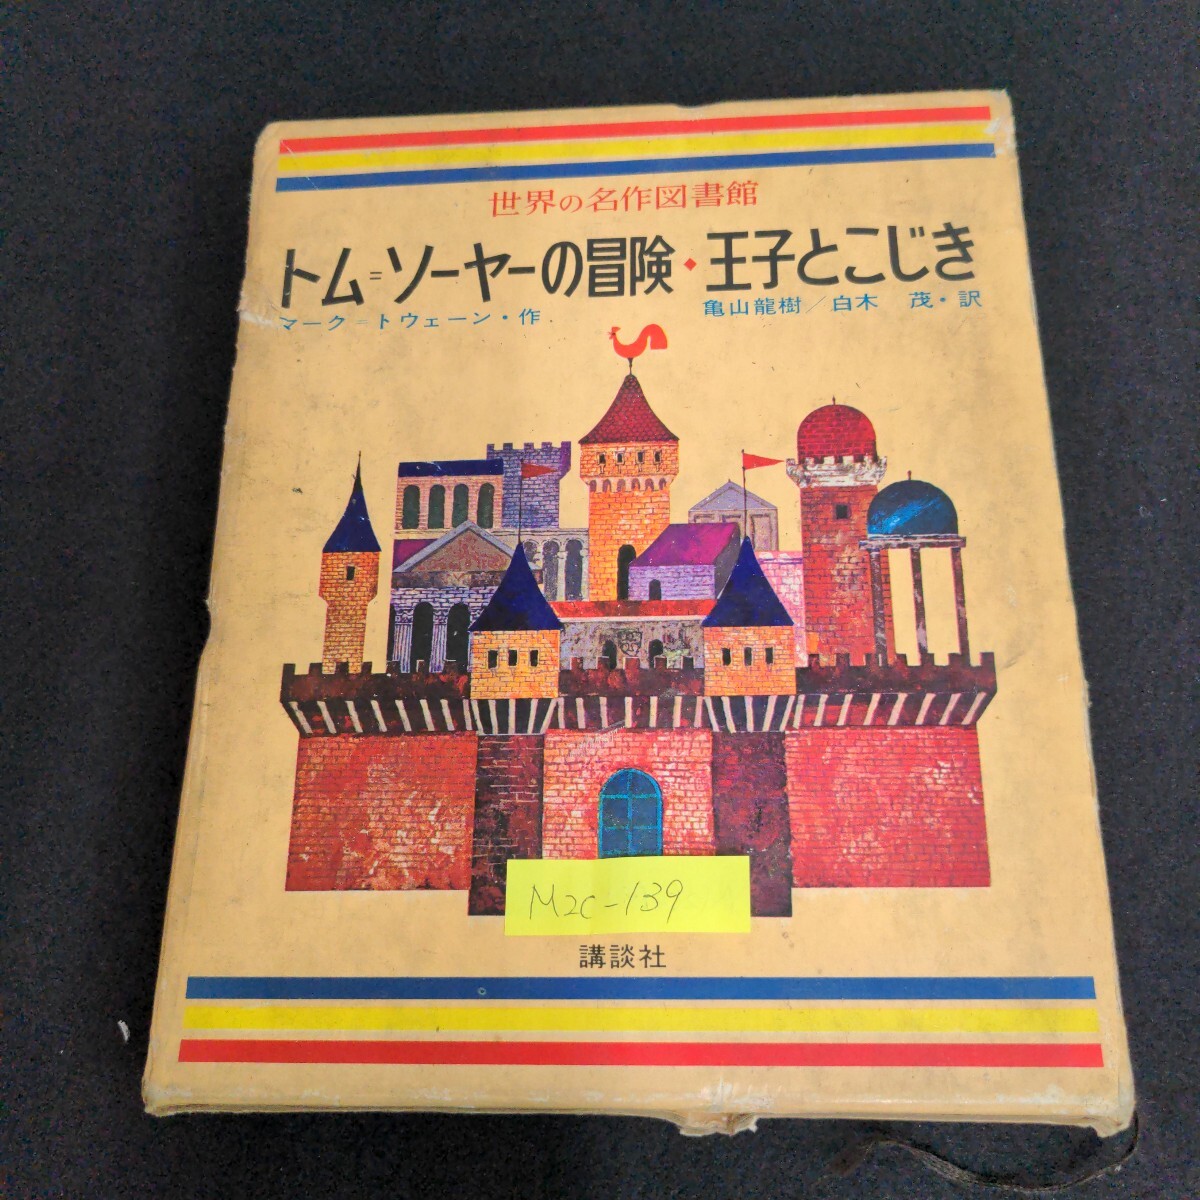 世界の名作図書館
トム=ソーヤーの冒険・王子とこじき
マーク=トウェーン・作
亀山龍樹/白木 茂・訳
M2C-139
講談社